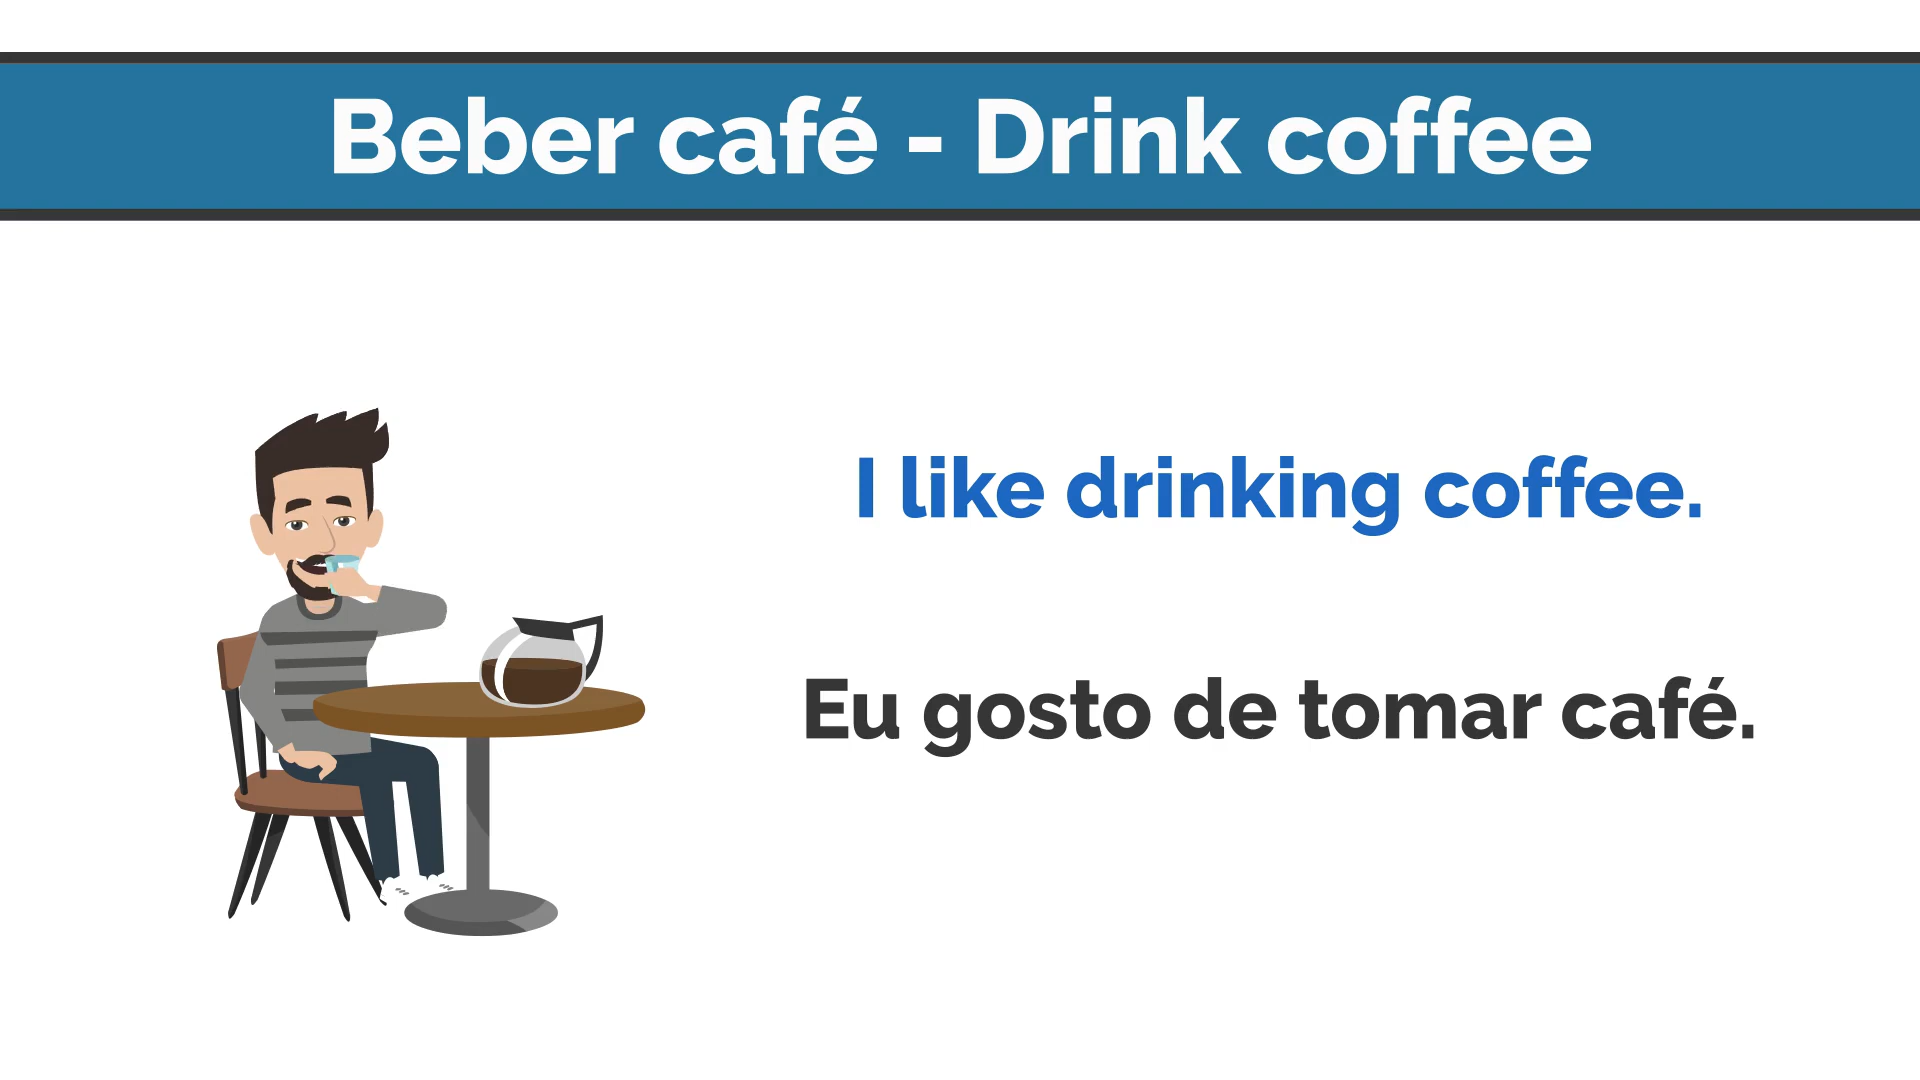 Beber café - Drink coffee
I like drinking coffee.
Eu gosto de tomar café.